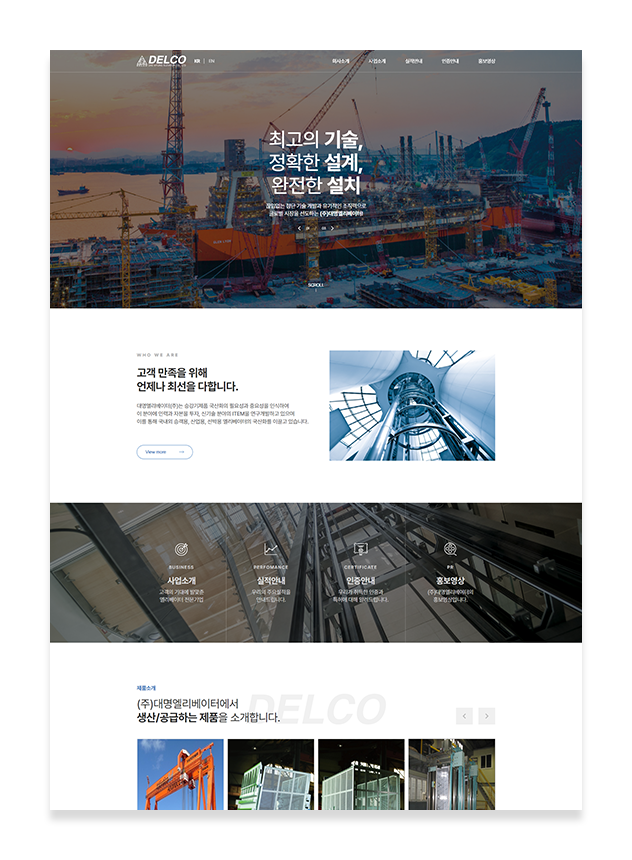 DELCO
KR | EN
회사소개 사업소개 실적안내 인증안내 홍보영상
최고의 기술,
정확한 설계,
완전한 설치
끊임없는 첨단 기술 개발과 유기적인 조직력으로
글로벌 시장을 선도하는 (주)대명엘리베이터
SCROLL
WHO WE ARE
고객 만족을 위해
언제나 최선을 다합니다.
대명엘리베이터(주)는 승강기제품 국산화의 필요성과 중요성을 인식하여
이 분야에 인력과 자본을 투자, 신기술 분야의 ITEM을 연구개발하고 있으며
이를 통해 국내외 승객용, 산업용, 선박용 엘리베이터의 국산화를 이끌고 있습니다.
View more
BUSINESS
사업소개
고객의 기대에 발맞춘
엘리베이터 전문기업
PERFOMANCE
실적안내
우리의 주요실적을
안내드립니다.
CERTIFICATE
인증안내
우리가 취득한 인증과
특허에 대해 알려드립니다.
PR
홍보영상
(주)대명엘리베이터의
홍보영상입니다.
제품소개
DELCO
(주)대명엘리베이터에서
생산/공급하는 제품을 소개합니다.